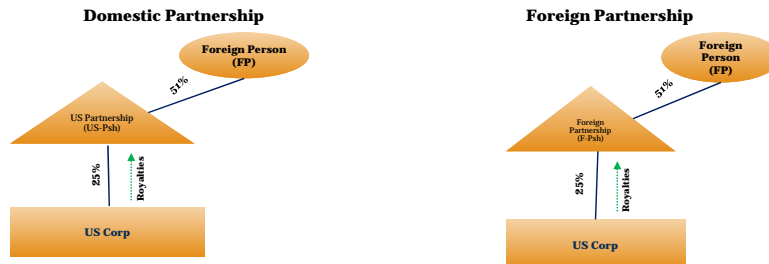 Domestic Partnership
Foreign Person
(FP)
51%
US Partnership
(US-Psh)
25%
Royalties
US Corp
Foreign Partnership
Foreign
Person
(FP)
51%
Foreign
Partnership
(F-Psh)
25%
Royalties
US Corp